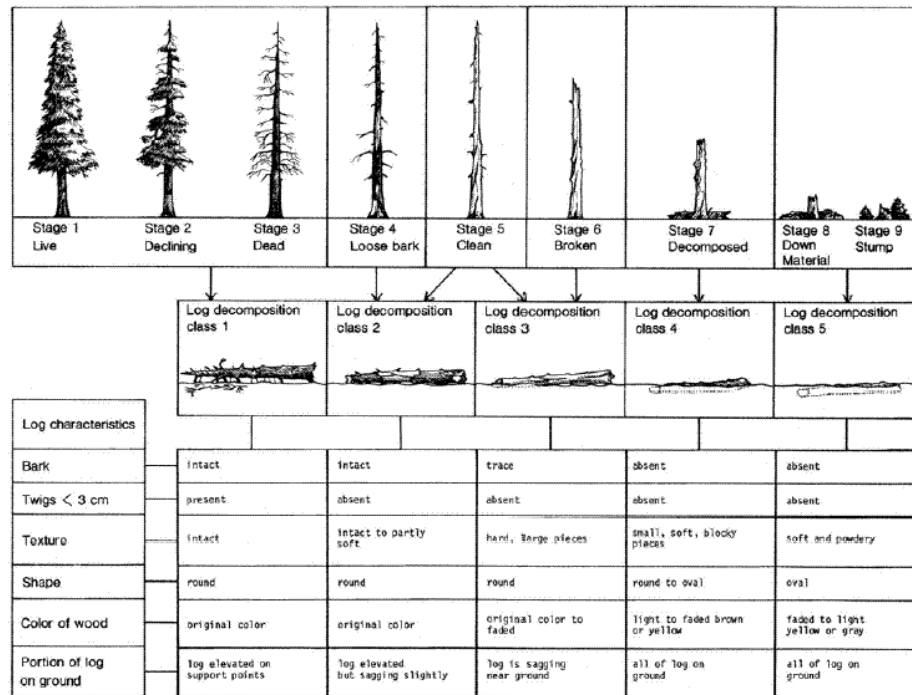 Stage 1
Live
Stage 2
Declining
Stage 3
Dead
Stage 4
Loose bark
Stage 5
Clean
Stage 6
Broken
Stage 7
Decomposed
Stage 8
Down
Material
Stage 9
Stump
Log decomposition
class 1
Log decomposition
class 2
Log decomposition
class 3
Log decomposition
class 4
Log decomposition
class 5
Log characteristics
Bark
intact
intact
trace
absent
absent
Twigs < 3 cm
present
absent
absent
absent
absent
Texture
intact
intact to partly
soft
hard, large pieces
small, soft, blocky
pieces
soft and powdery
Shape
round
round
round
round to oval
oval
Color of wood
original color
original color
original color to
faded
light to faded brown
or yellow
faded to light
yellow or gray
Portion of log
on ground
log elevated on
support points
log elevated
but sagging slightly
log is sagging
near ground
all of log on
ground
all of log on
ground